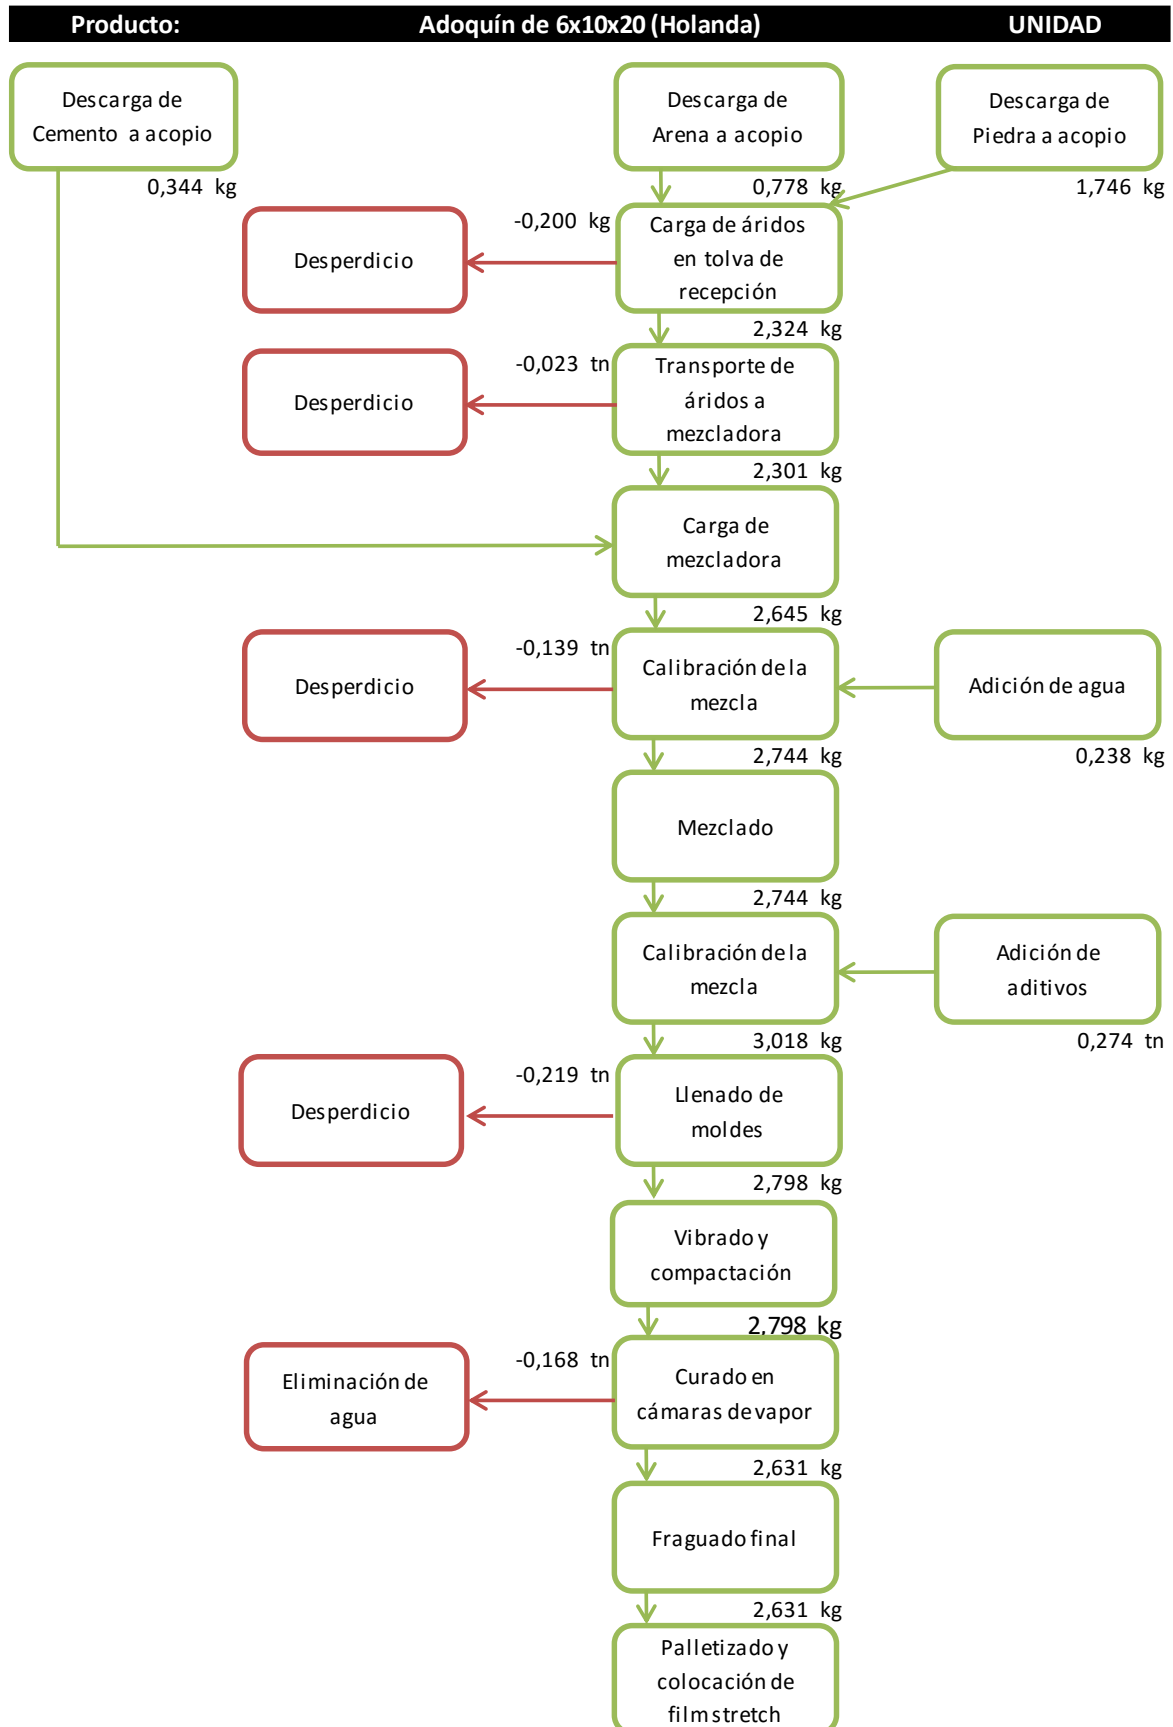 Producto: Adoquín de 6x10x20 (Holanda) UNIDAD
Descarga de
Cemento a acopio
0,344 kg
Descarga de
Arena a acopio
0,778 kg
Descarga de
Piedra a acopio
1,746 kg
-0,200 kg
Desperdicio
Carga de áridos
en tolva de
recepción
2,324 kg
-0,023 tn
Desperdicio
Transporte de
áridos a
mezcladora
2,301 kg
Carga de
mezcladora
2,645 kg
-0,139 tn
Desperdicio
Calibración de la
mezcla
Adición de agua
2,744 kg
0,238 kg
Mezclado
2,744 kg
Calibración de la
mezcla
Adición de
aditivos
3,018 kg
0,274 tn
-0,219 tn
Desperdicio
Llenado de
moldes
2,798 kg
Vibrado y
compactación
2,798 kg
-0,168 tn
Eliminación de
agua
Curado en
cámaras de vapor
2,631 kg
Fraguado final
2,631 kg
Palletizado y
colocación de
film stretch